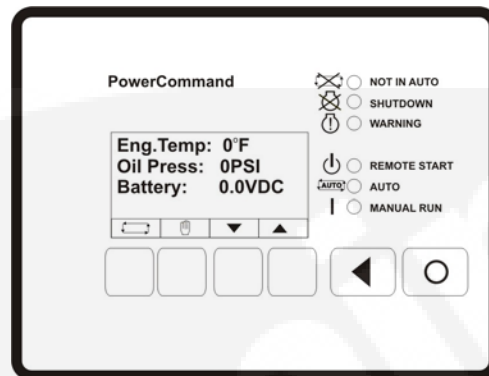 PowerCommand
NOT IN AUTO
SHUTDOWN
WARNING
Eng.Temp: 0°F
Oil Press: 0PSI
Battery: 0.0VDC
REMOTE START
AUTO AUTO
MANUAL RUN